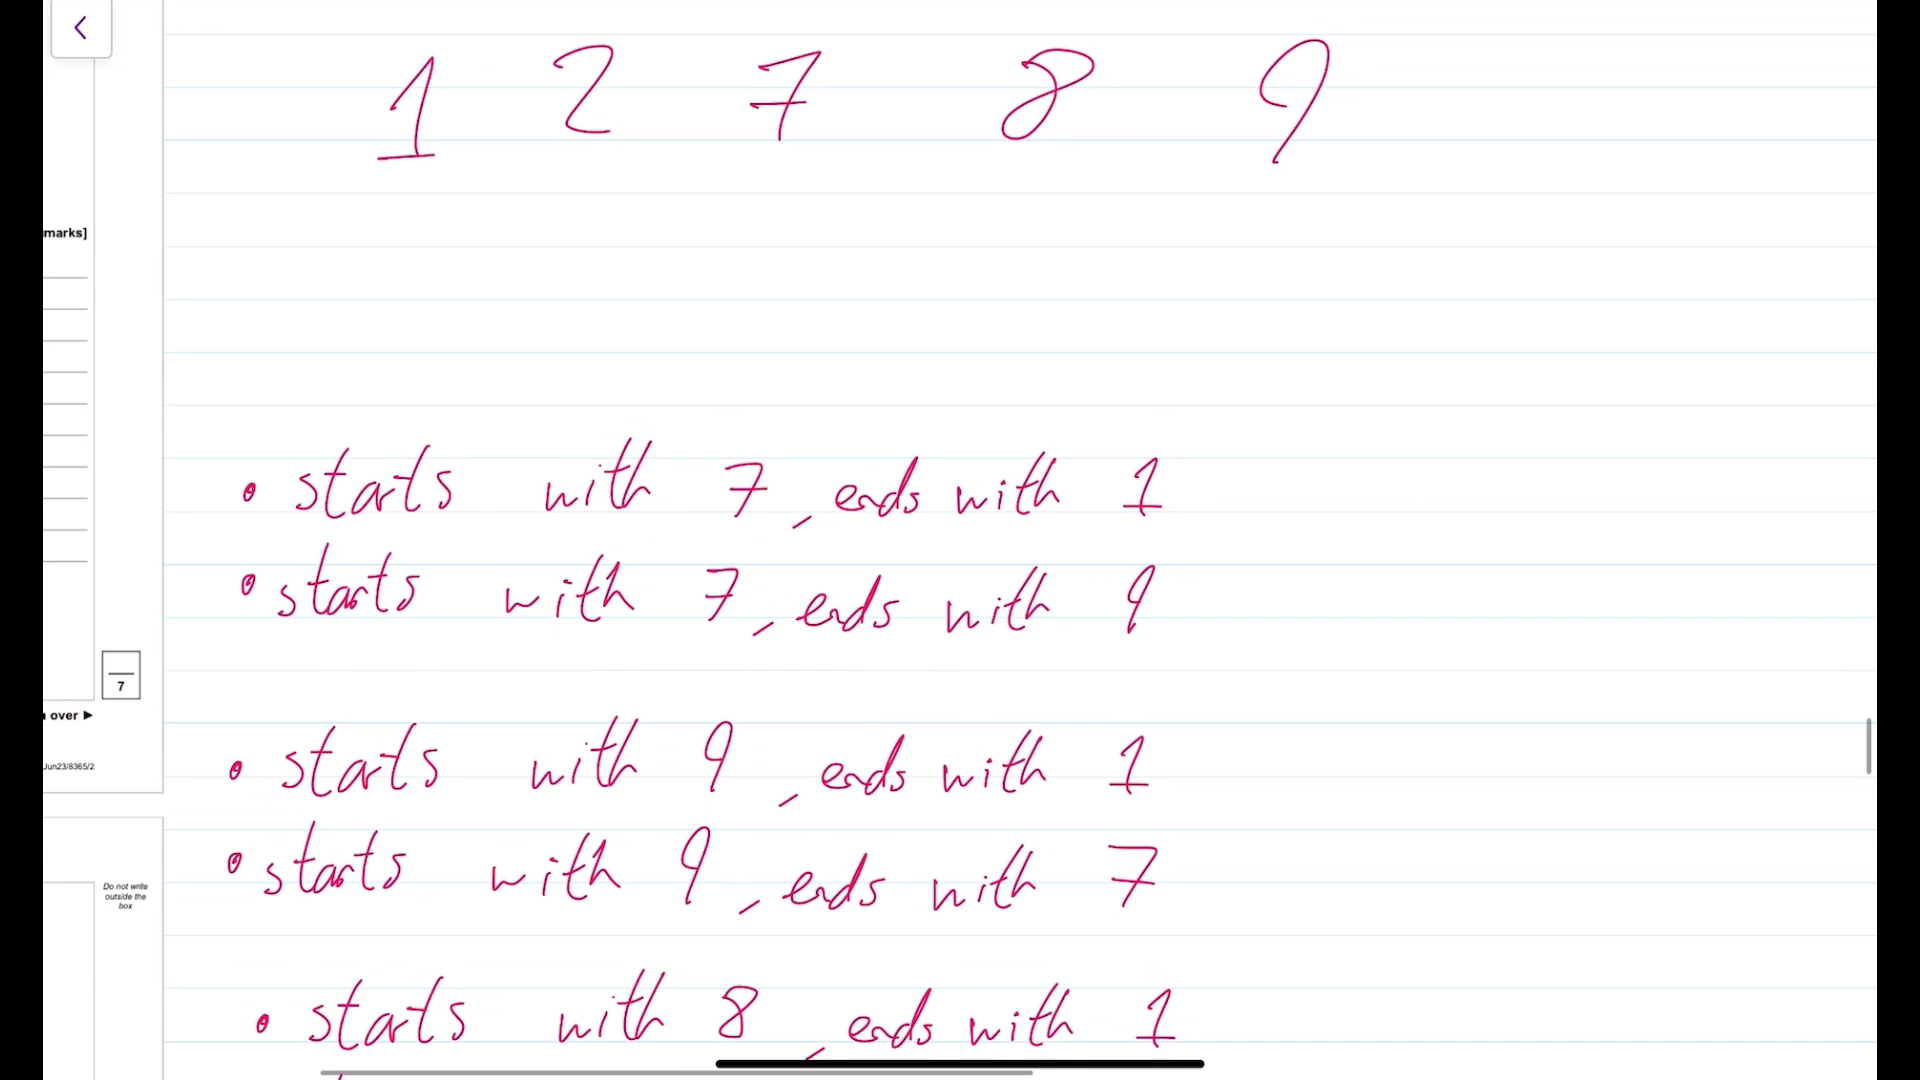 1 2 7 8 9
marks]
• starts with 7, ends with 1
• starts with 7, ends with 9
7
over ►
• starts with 9, ends with 1
Jun23/8365/2
• starts with 9, ends with 7
Do not write
outside the
box
• starts with 8, ends with 1